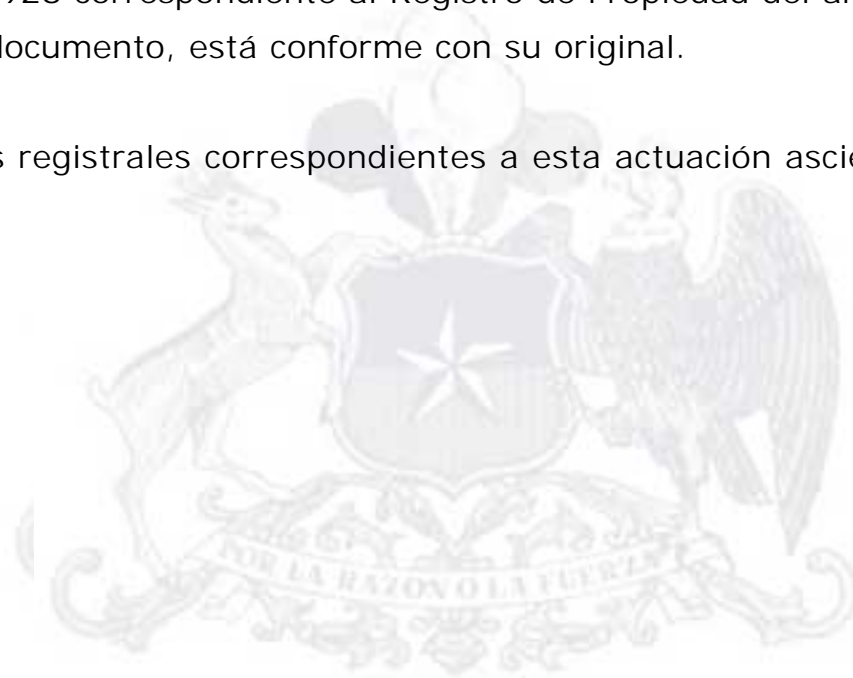 correspondiente al Registro de Propiedad del
documento, está conforme con su original.
registrales correspondientes a esta actuación
POR LA RAZON O LA FUERZA